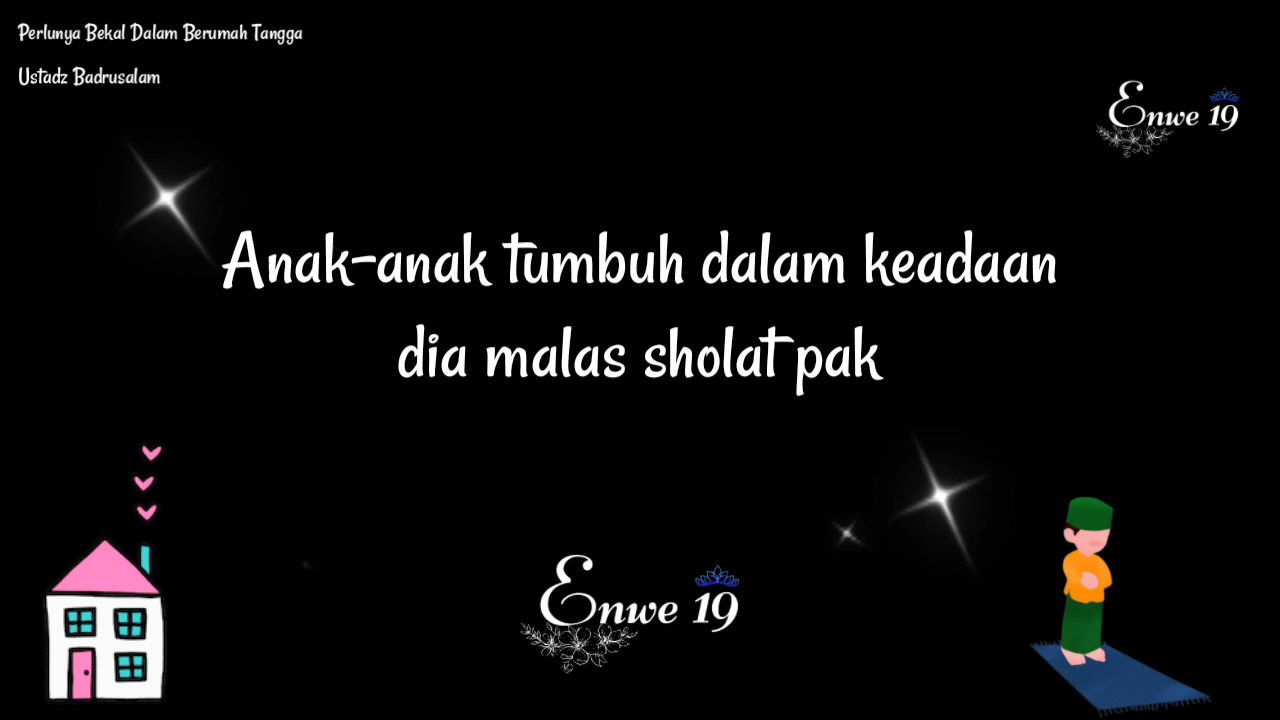 Perlunya Bekal Dalam Berumah Tangga
Ustadz Badrusalam
Enwe 19
Anak-anak tumbuh dalam keadaan
dia malas sholat pak
Enwe 19